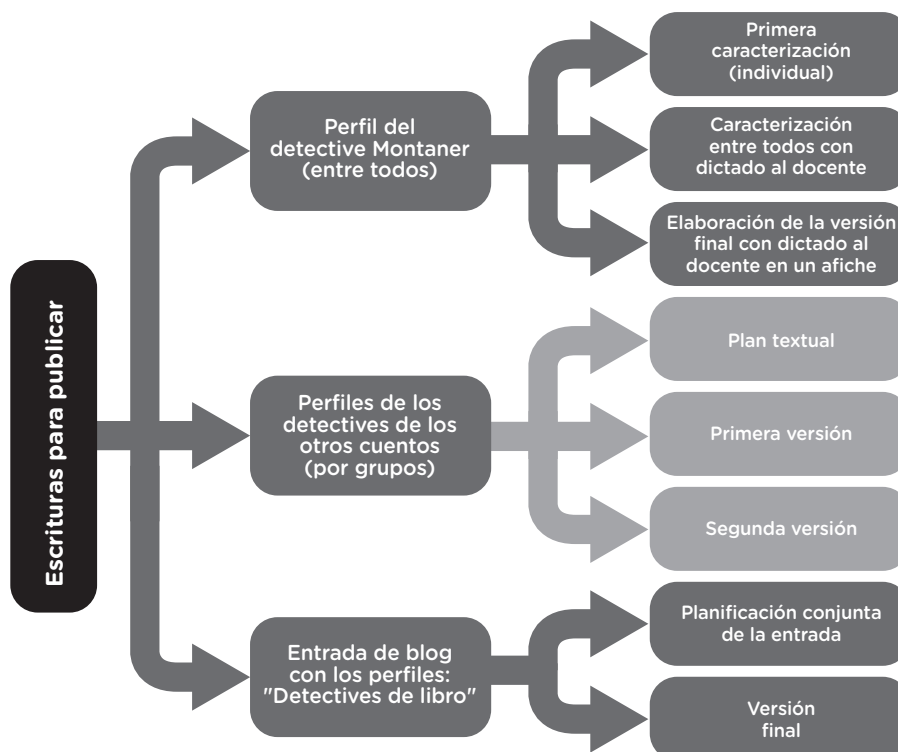 Escrituras para publicar
Perfil del
detective Montaner
(entre todos)
Primera
caracterización
(individual)
Caracterización
entre todos con
dictado al docente
Elaboración de la versión
final con dictado al
docente en un afiche
Perfiles de los
detectives de los
otros cuentos
(por grupos)
Plan textual
Primera versión
Segunda versión
Entrada de blog
con los perfiles:
"Detectives de libro"
Planificación conjunta
de la entrada
Versión
final